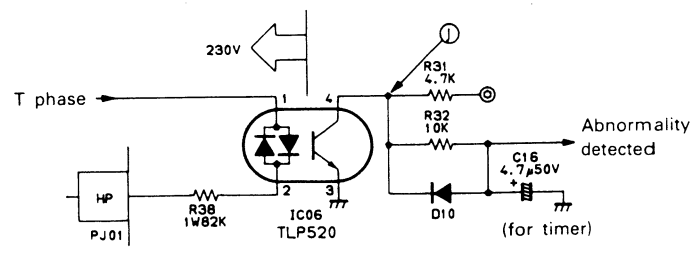 230V
J
R31
4.7K
T phase
1
4
R32
10K
Abnormality
detected
C16
4.7μ50V
+
HP
2
3
R38
1W82K
IC06
TLP520
D10
PJ01
(for timer)